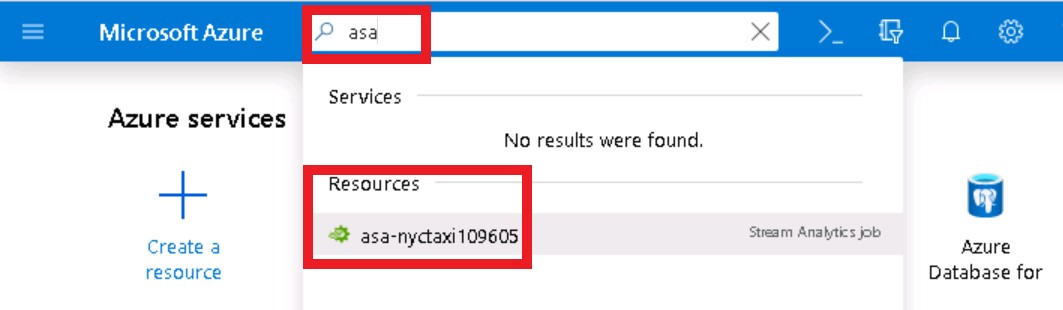 Microsoft Azure
asa
Azure services
Services
No results were found.
Resources
asa-nyctaxi109605
Stream Analytics job
Create a
resource
Azure
Database for